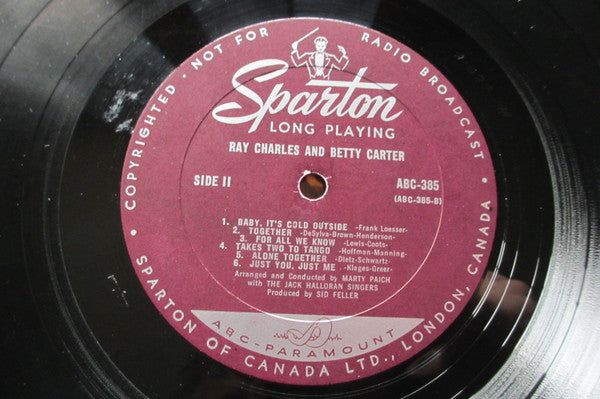 COPYRIGHTED · NOT FOR RADIO BROADCAST
Sparton
LONG PLAYING
RAY CHARLES AND BETTY CARTER
SIDE II
ABC-385
(ABC-385-B)
1. BABY, IT'S COLD OUTSIDE -Frank Loesser-
2. TOGETHER -DeSylva-Brown-Henderson-
3. FOR ALL WE KNOW -Lewis-Coots-
4. TAKES TWO TO TANGO -Hoffman-Manning-
5. ALONE TOGETHER -Dietz-Schwartz-
6. JUST YOU, JUST ME -Klages-Greer-
Arranged and Conducted by MARTY PAICH
with THE JACK HALLORAN SINGERS
Produced by SID FELLER
ABC-PARAMOUNT
SPARTON OF CANADA LTD., LONDON, CANADA